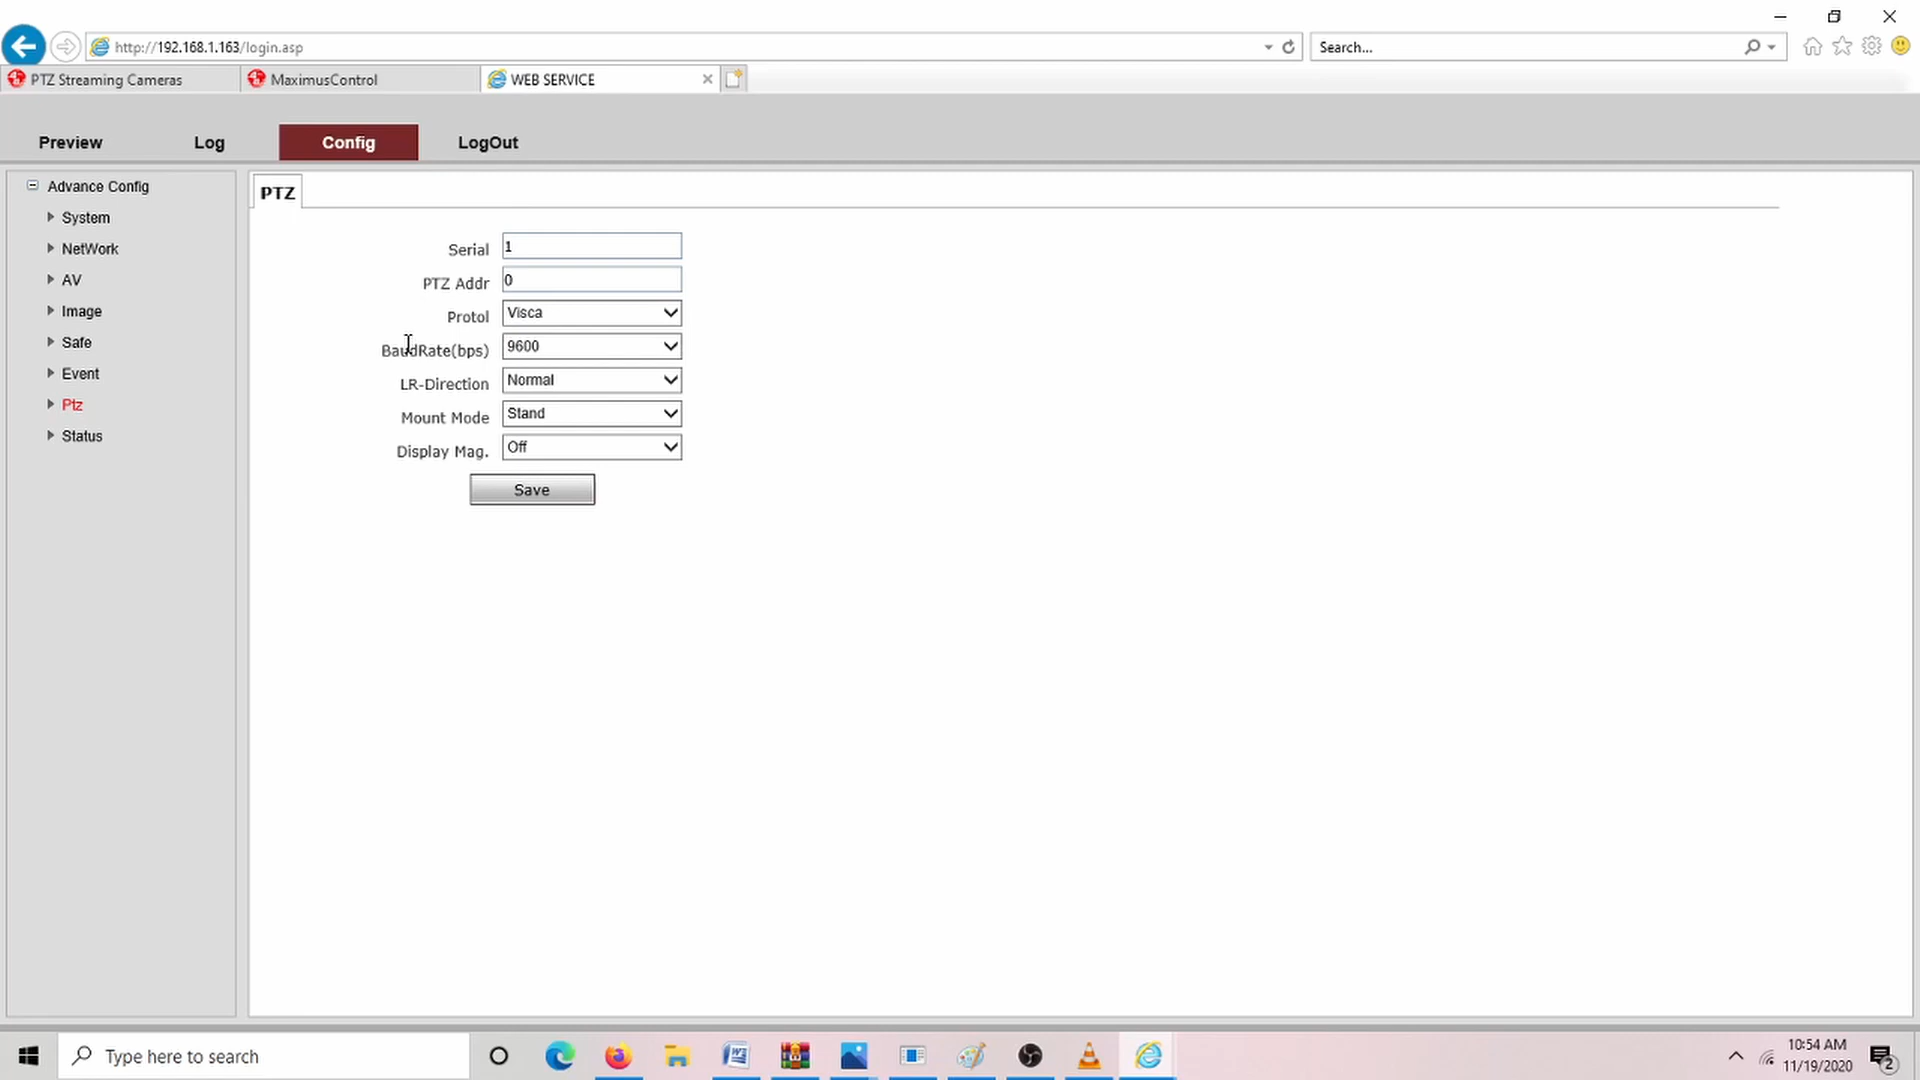 http://192.168.1.163/login.asp
Search...
PTZ Streaming Cameras
MaximusControl
WEB SERVICE
Preview
Log
Config
LogOut
Advance Config
System
NetWork
AV
Image
Safe
Event
Ptz
Status
PTZ
Serial 1
PTZ Addr 0
Protol Visca
BaudRate(bps) 9600
LR-Direction Normal
Mount Mode Stand
Display Mag. Off
Save
Type here to search
10:54 AM
11/19/2020
2